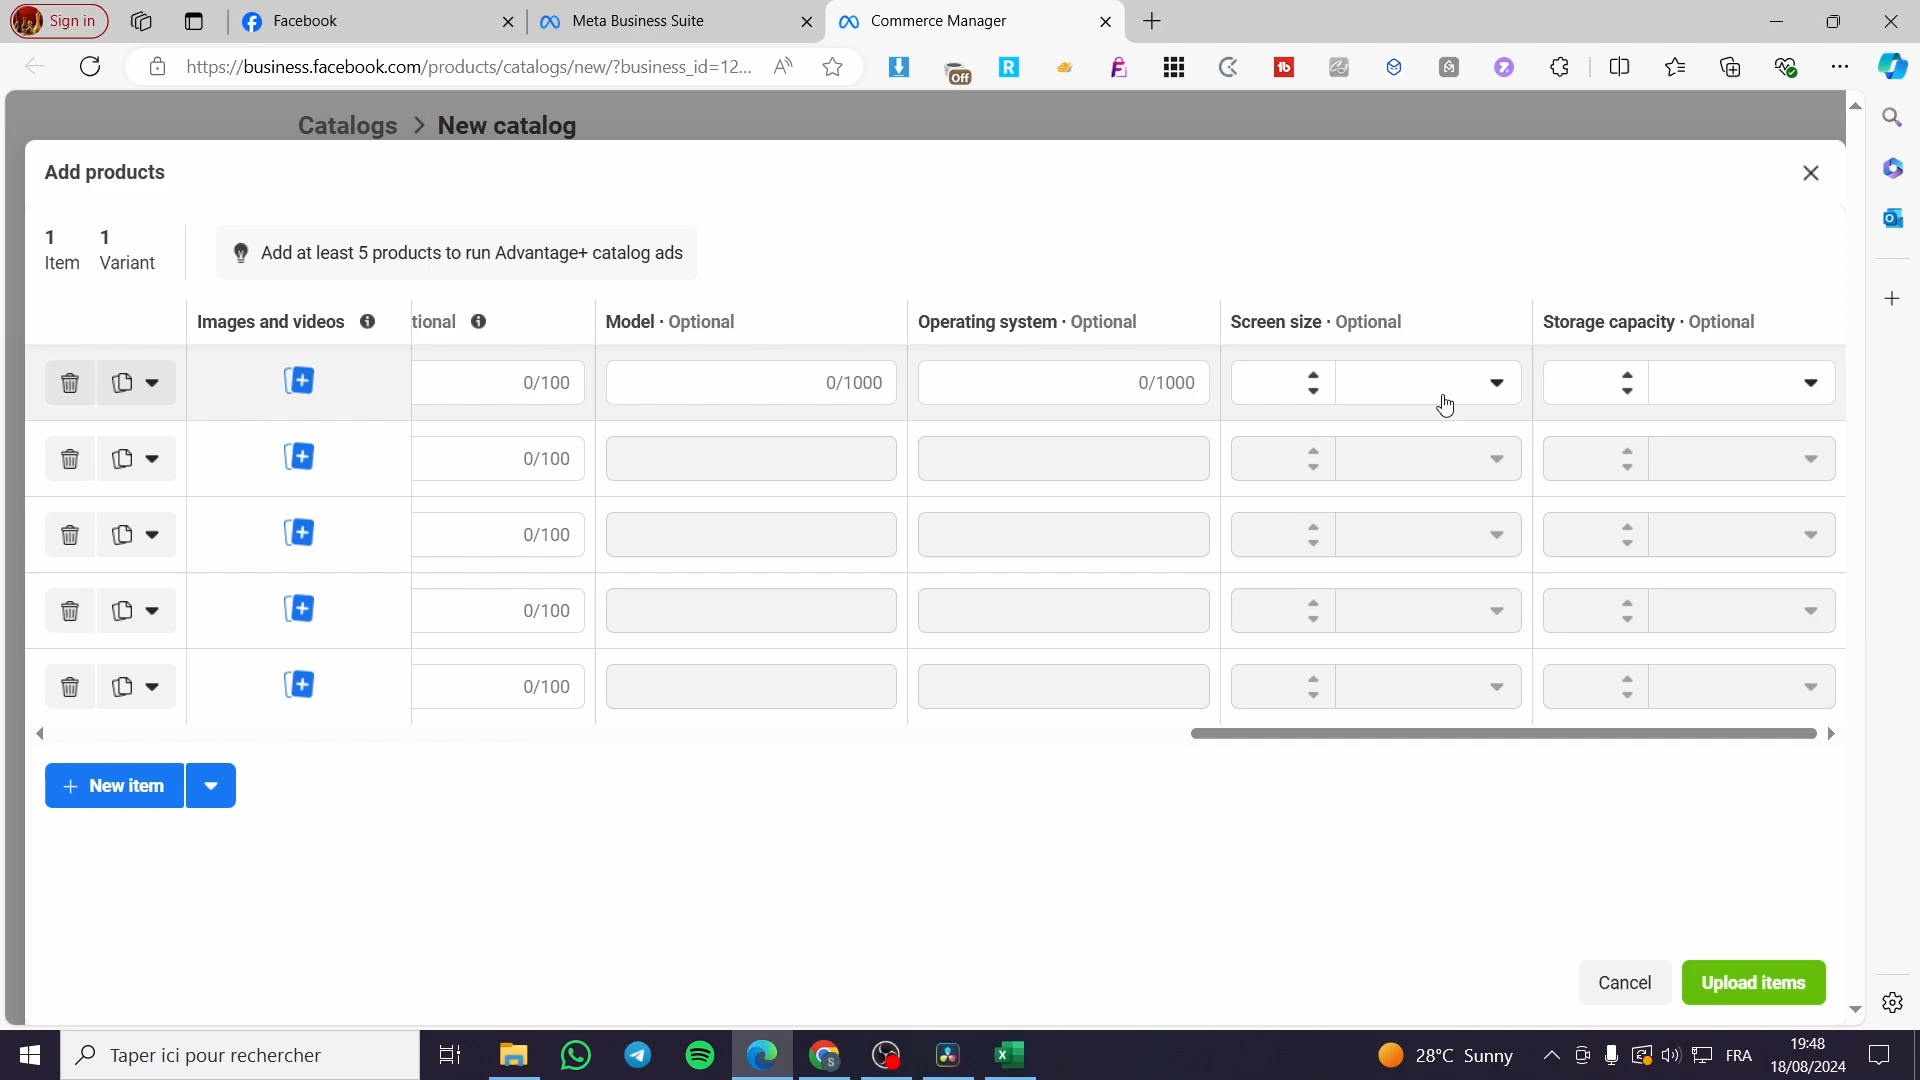 Sign in
Facebook
Meta Business Suite
Commerce Manager
https://business.facebook.com/products/catalogs/new/?business_id=12...
Off
Catalogs > New catalog
Add products
1 Item
1 Variant
Add at least 5 products to run Advantage+ catalog ads
Images and videos
tional
Model · Optional
Operating system · Optional
Screen size · Optional
Storage capacity · Optional
0/100
0/1000
0/1000
0/100
0/100
0/100
0/100
+ New item
Cancel
Upload items
Taper ici pour rechercher
28°C Sunny
FRA
19:48
18/08/2024